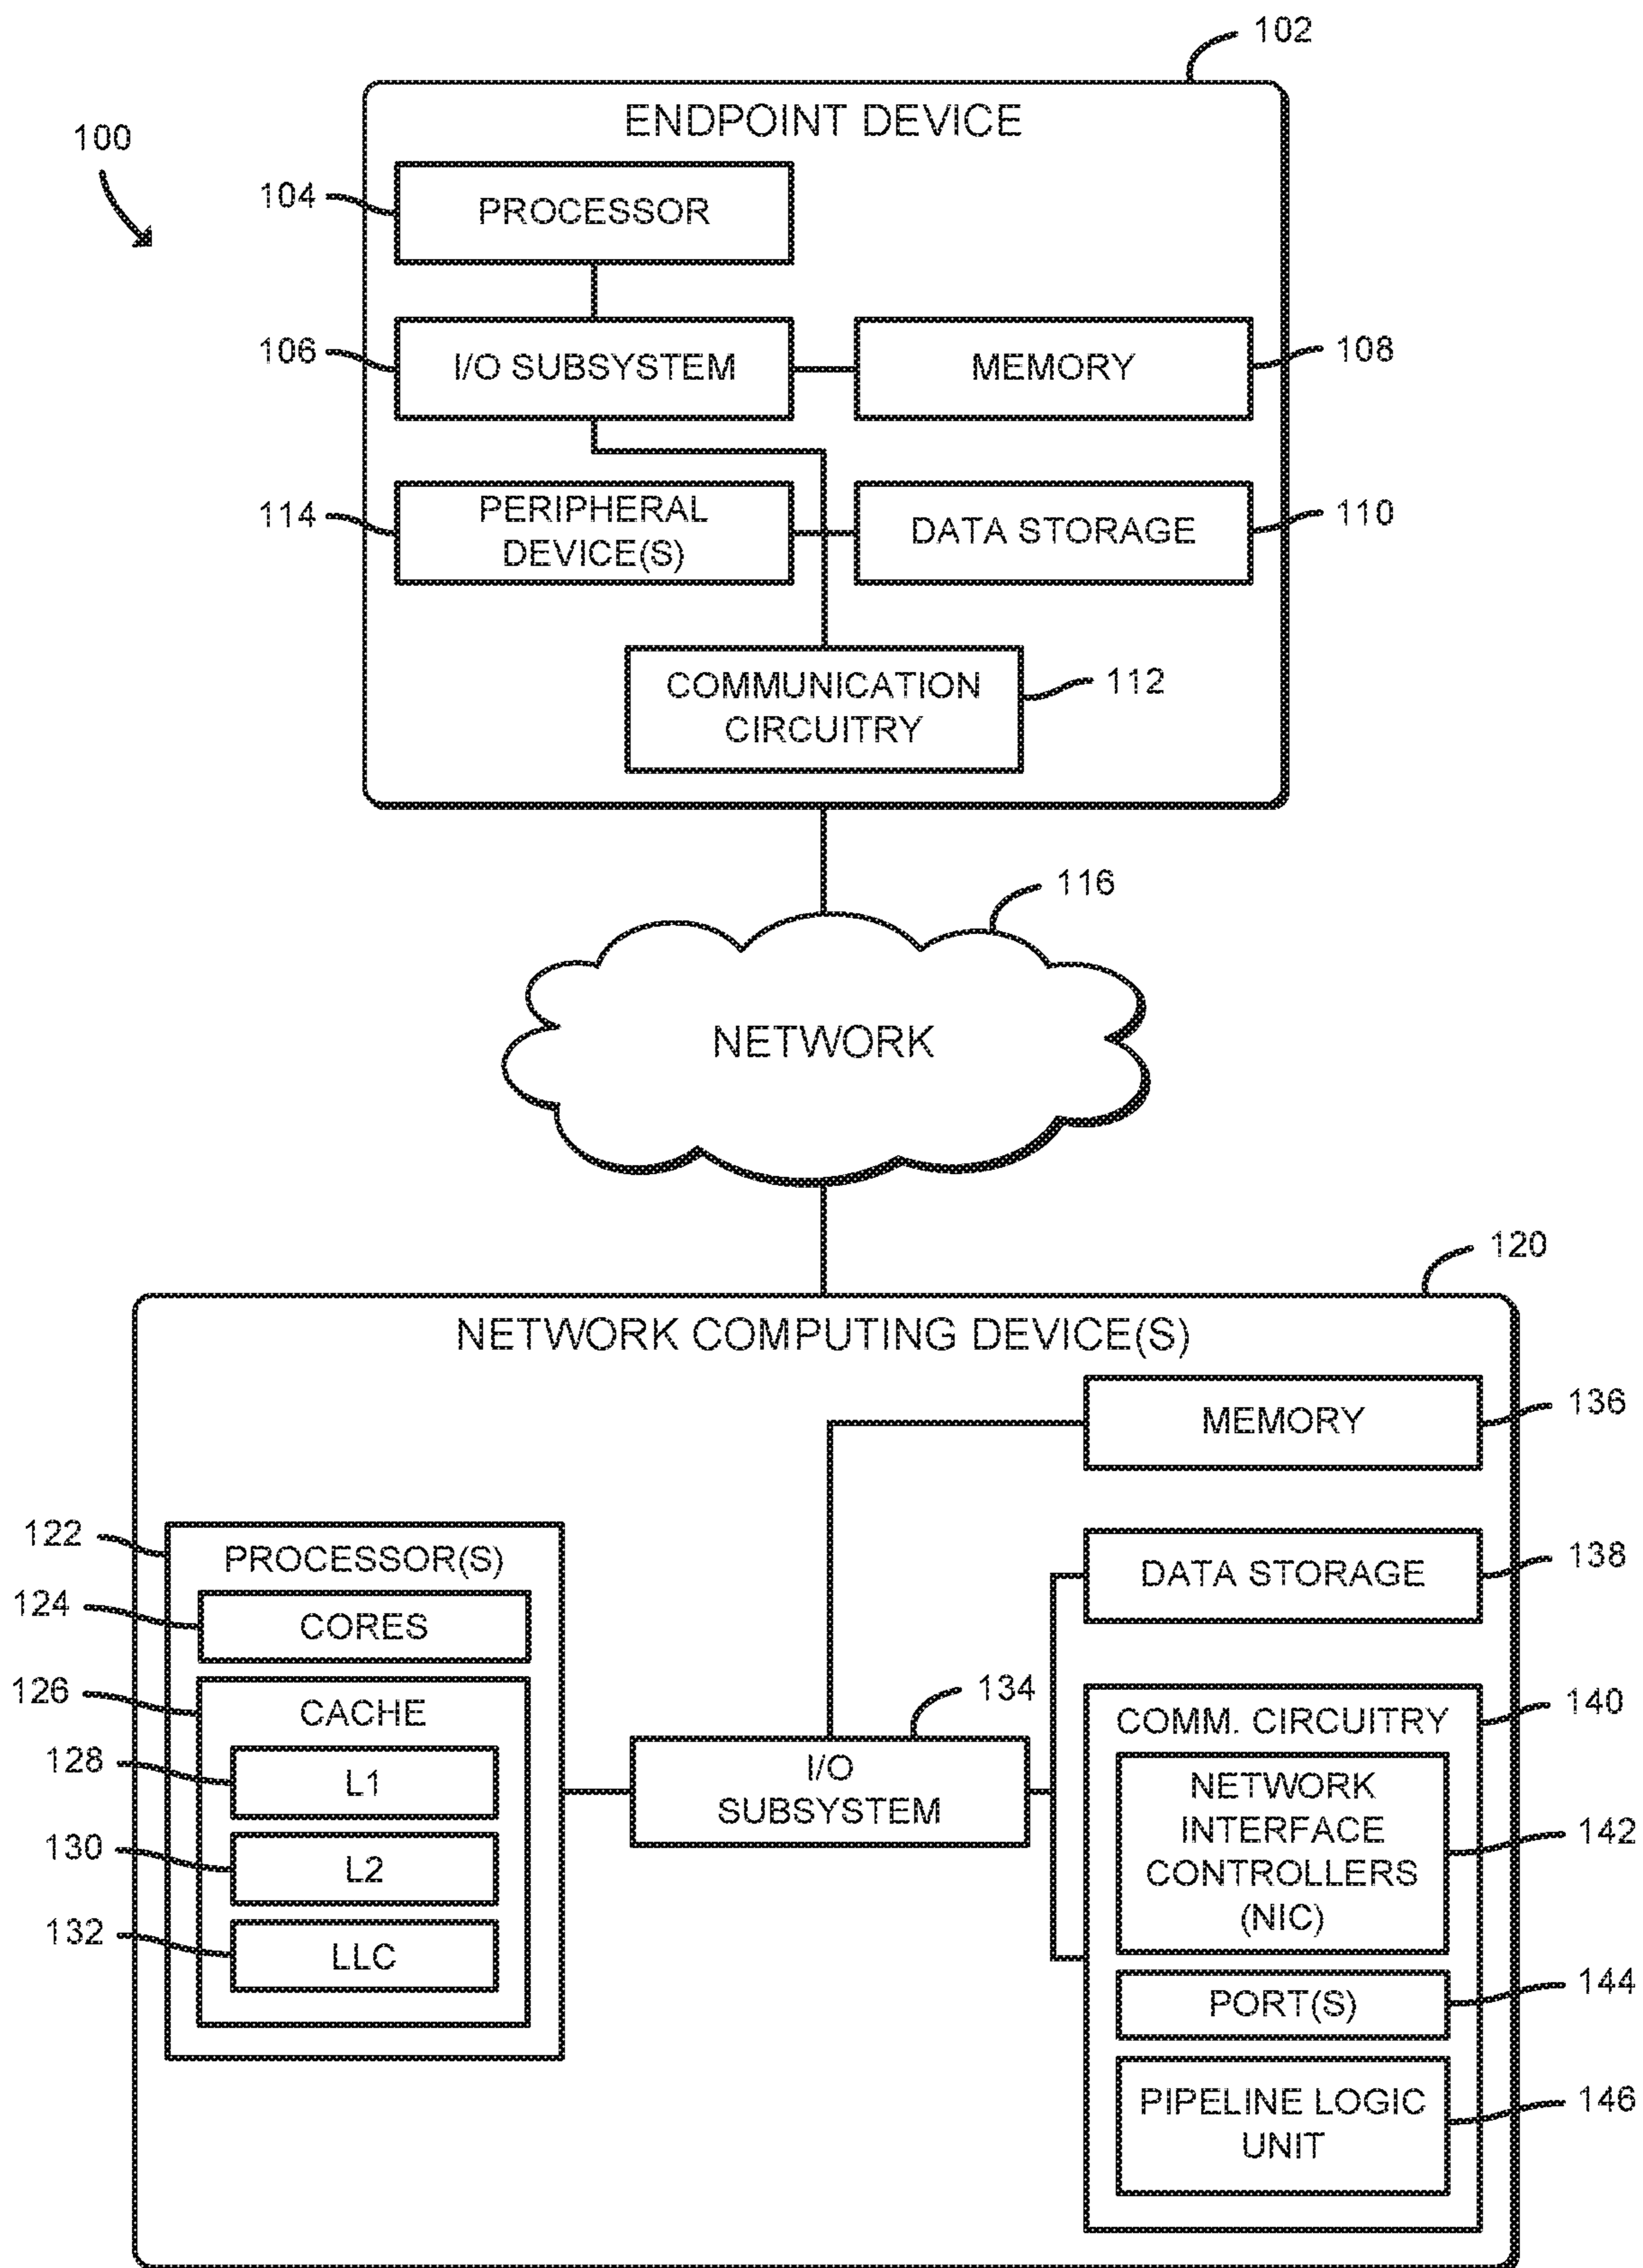 102
ENDPOINT DEVICE
100
104
PROCESSOR
106
I/O SUBSYSTEM
MEMORY
108
114
PERIPHERAL
DEVICE(S)
DATA STORAGE
110
COMMUNICATION
CIRCUITRY
112
116
NETWORK
120
NETWORK COMPUTING DEVICE(S)
MEMORY
136
122
PROCESSOR(S)
DATA STORAGE
138
124
CORES
126
CACHE
128
L1
130
L2
132
LLC
134
I/O
SUBSYSTEM
COMM. CIRCUITRY
140
NETWORK
INTERFACE
CONTROLLERS
(NIC)
142
PORT(S)
144
PIPELINE LOGIC
UNIT
146